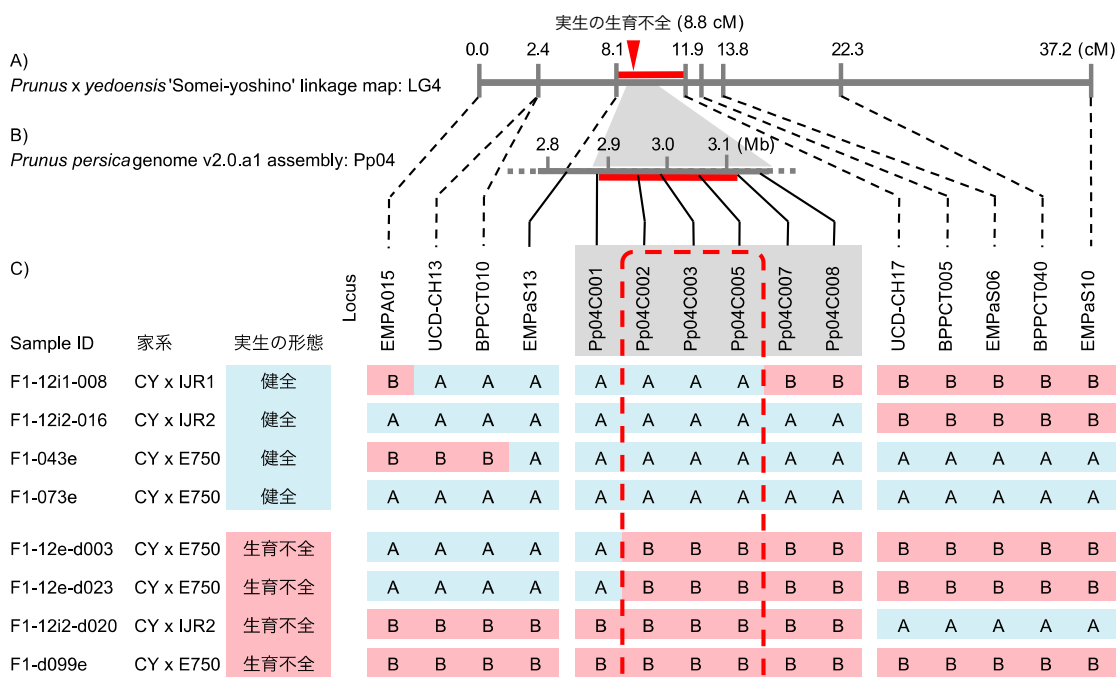 実生の生育不全 (8.8 cM)
0.0 2.4 8.1 11.9 13.8 22.3 37.2 (cM)
A)
Prunus x yedoensis 'Somei-yoshino' linkage map: LG4
B)
Prunus persica genome v2.0.a1 assembly: Pp04
2.8 2.9 3.0 3.1 (Mb)
C)
Locus EMPA015 UCD-CH13 BPPCT010 EMPaS13 Pp04C001 Pp04C002 Pp04C003 Pp04C005 Pp04C007 Pp04C008 UCD-CH17 BPPCT005 EMPaS06 BPPCT040 EMPaS10
Sample ID 家系 実生の形態
F1-12i1-008 CY x IJR1 健全 B A A A A A A A B B B B B B B
F1-12i2-016 CY x IJR2 健全 A A A A A A A A A A B B B B B
F1-043e CY x E750 健全 B B B A A A A A A A A A A A A
F1-073e CY x E750 健全 A A A A A A A A A A A A A A A
F1-12e-d003 CY x E750 生育不全 A A A A A B B B B B B B B B B
F1-12e-d023 CY x E750 生育不全 A A A A A B B B B B B B B B B
F1-12i2-d020 CY x IJR2 生育不全 B B B B B B B B B B A A A A A
F1-d099e CY x E750 生育不全 B B B B B B B B B B B B B B B